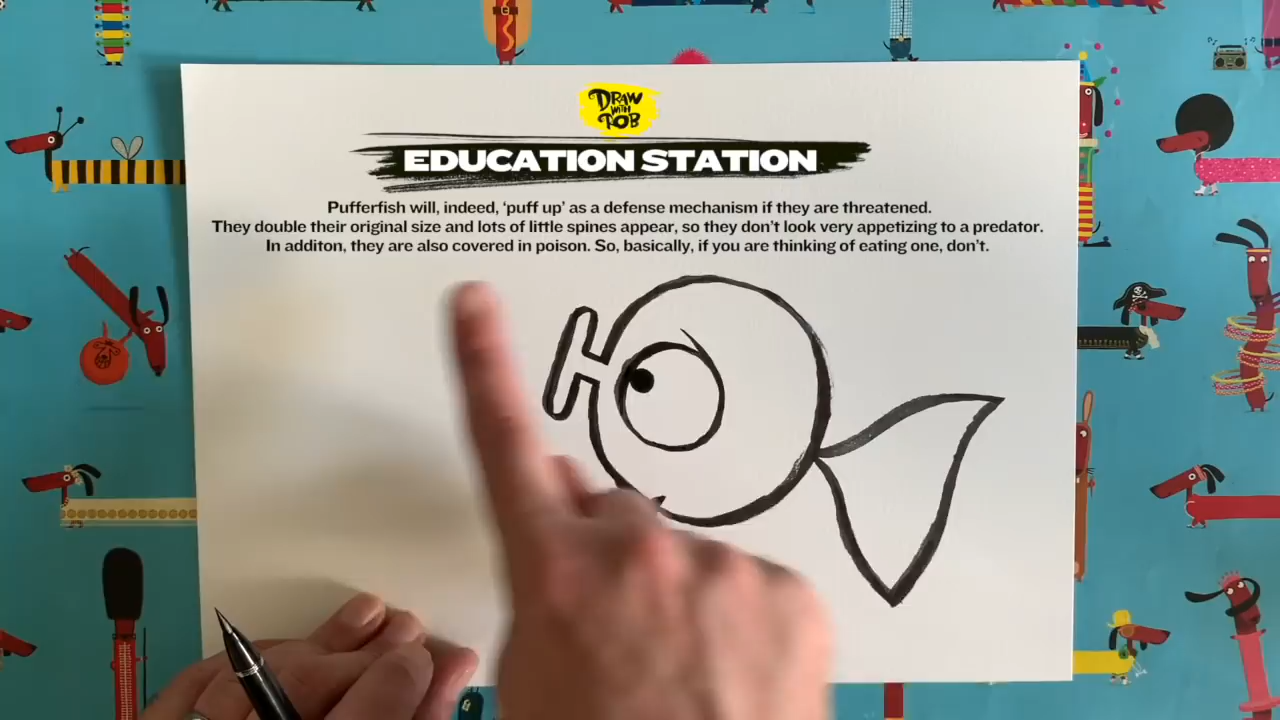 DRAW
WITH
ROB
EDUCATION STATION
Pufferfish will, indeed, ‘puff up’ as a defense mechanism if they are threatened.
They double their original size and lots of little spines appear, so they don’t look very appetizing to a predator.
In additon, they are also covered in poison. So, basically, if you are thinking of eating one, don’t.